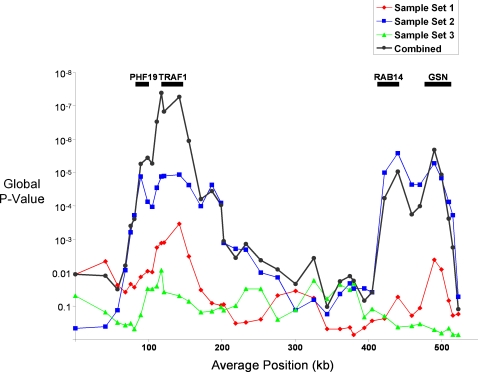 Sample Set 1
Sample Set 2
Sample Set 3
Combined
PHF19 TRAF1 RAB14 GSN
10-8
10-7
10-6
10-5
10-4
10-3
0.01
0.1
Global
P-Value
100 200 300 400 500
Average Position (kb)